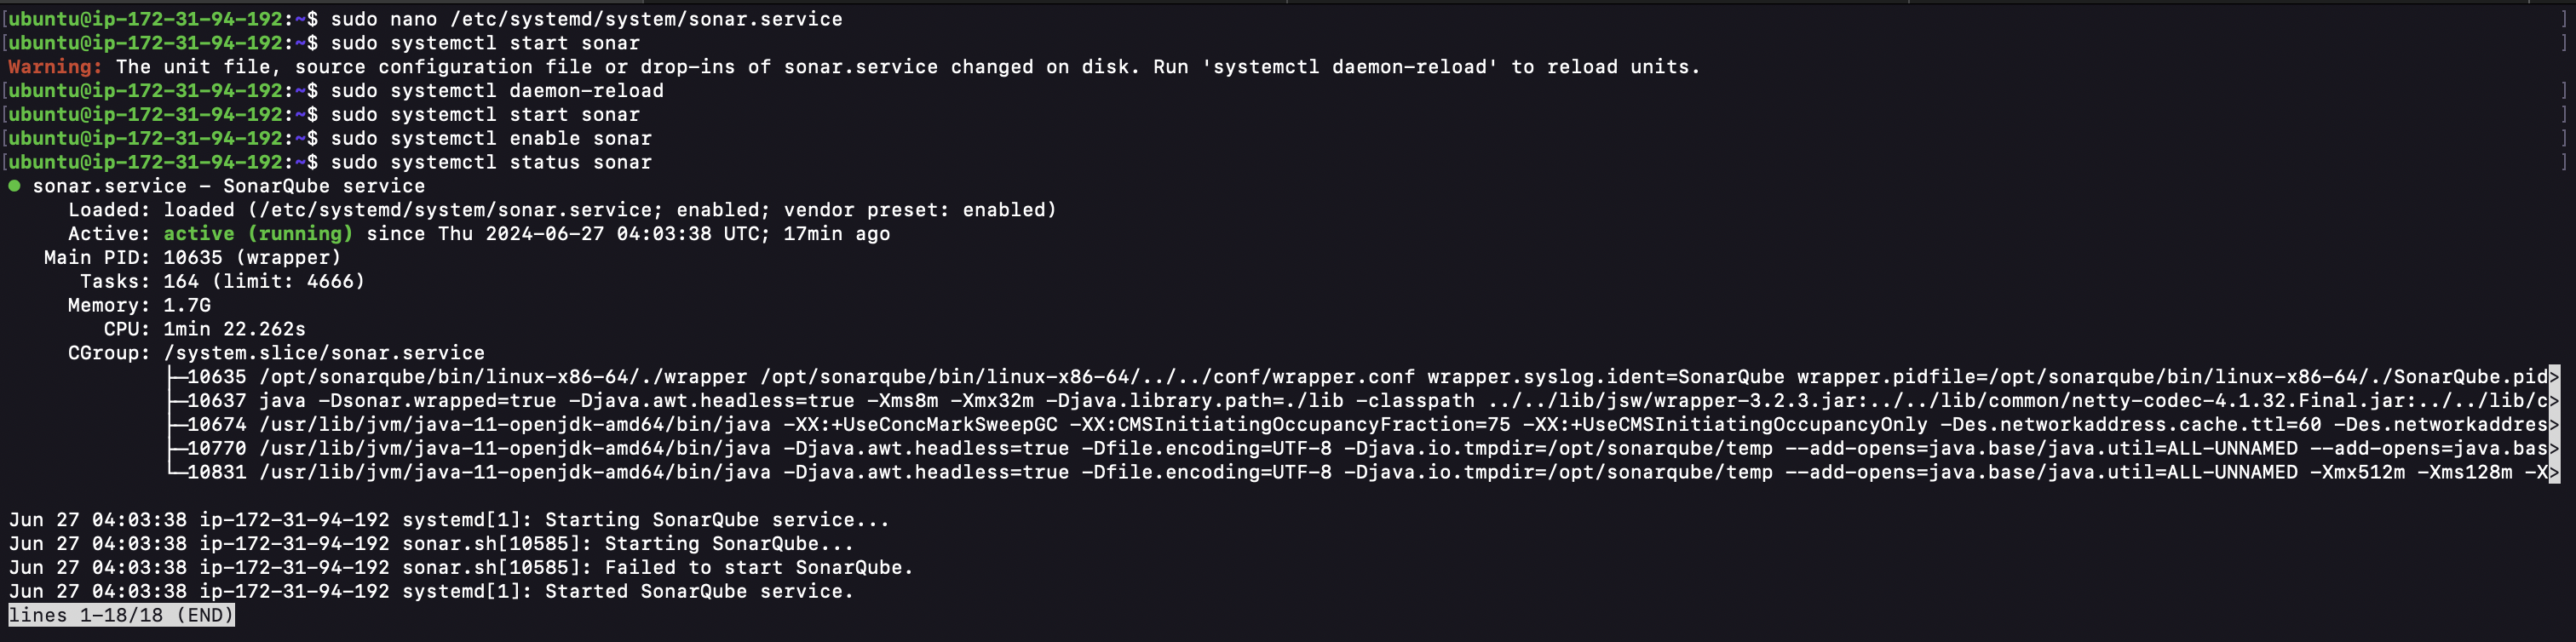 [ubuntu@ip-172-31-94-192:~$ sudo nano /etc/systemd/system/sonar.service ]
[ubuntu@ip-172-31-94-192:~$ sudo systemctl start sonar ]
Warning: The unit file, source configuration file or drop-ins of sonar.service changed on disk. Run 'systemctl daemon-reload' to reload units.
[ubuntu@ip-172-31-94-192:~$ sudo systemctl daemon-reload ]
[ubuntu@ip-172-31-94-192:~$ sudo systemctl start sonar ]
[ubuntu@ip-172-31-94-192:~$ sudo systemctl enable sonar ]
[ubuntu@ip-172-31-94-192:~$ sudo systemctl status sonar ]
● sonar.service – SonarQube service
Loaded: loaded (/etc/systemd/system/sonar.service; enabled; vendor preset: enabled)
Active: active (running) since Thu 2024-06-27 04:03:38 UTC; 17min ago
Main PID: 10635 (wrapper)
Tasks: 164 (limit: 4666)
Memory: 1.7G
CPU: 1min 22.262s
CGroup: /system.slice/sonar.service
├─10635 /opt/sonarqube/bin/linux-x86-64/./wrapper /opt/sonarqube/bin/linux-x86-64/../../conf/wrapper.conf wrapper.syslog.ident=SonarQube wrapper.pidfile=/opt/sonarqube/bin/linux-x86-64/./SonarQube.pid>
├─10637 java -Dsonar.wrapped=true -Djava.awt.headless=true -Xms8m -Xmx32m -Djava.library.path=./lib -classpath ../../lib/jsw/wrapper-3.2.3.jar:../../lib/common/netty-codec-4.1.32.Final.jar:../../lib/c>
├─10674 /usr/lib/jvm/java-11-openjdk-amd64/bin/java -XX:+UseConcMarkSweepGC -XX:CMSInitiatingOccupancyFraction=75 -XX:+UseCMSInitiatingOccupancyOnly -Des.networkaddress.cache.ttl=60 -Des.networkaddres>
├─10770 /usr/lib/jvm/java-11-openjdk-amd64/bin/java -Djava.awt.headless=true -Dfile.encoding=UTF-8 -Djava.io.tmpdir=/opt/sonarqube/temp --add-opens=java.base/java.util=ALL-UNNAMED --add-opens=java.bas>
└─10831 /usr/lib/jvm/java-11-openjdk-amd64/bin/java -Djava.awt.headless=true -Dfile.encoding=UTF-8 -Djava.io.tmpdir=/opt/sonarqube/temp --add-opens=java.base/java.util=ALL-UNNAMED -Xmx512m -Xms128m -X>
Jun 27 04:03:38 ip-172-31-94-192 systemd[1]: Starting SonarQube service...
Jun 27 04:03:38 ip-172-31-94-192 sonar.sh[10585]: Starting SonarQube...
Jun 27 04:03:38 ip-172-31-94-192 sonar.sh[10585]: Failed to start SonarQube.
Jun 27 04:03:38 ip-172-31-94-192 systemd[1]: Started SonarQube service.
lines 1-18/18 (END)